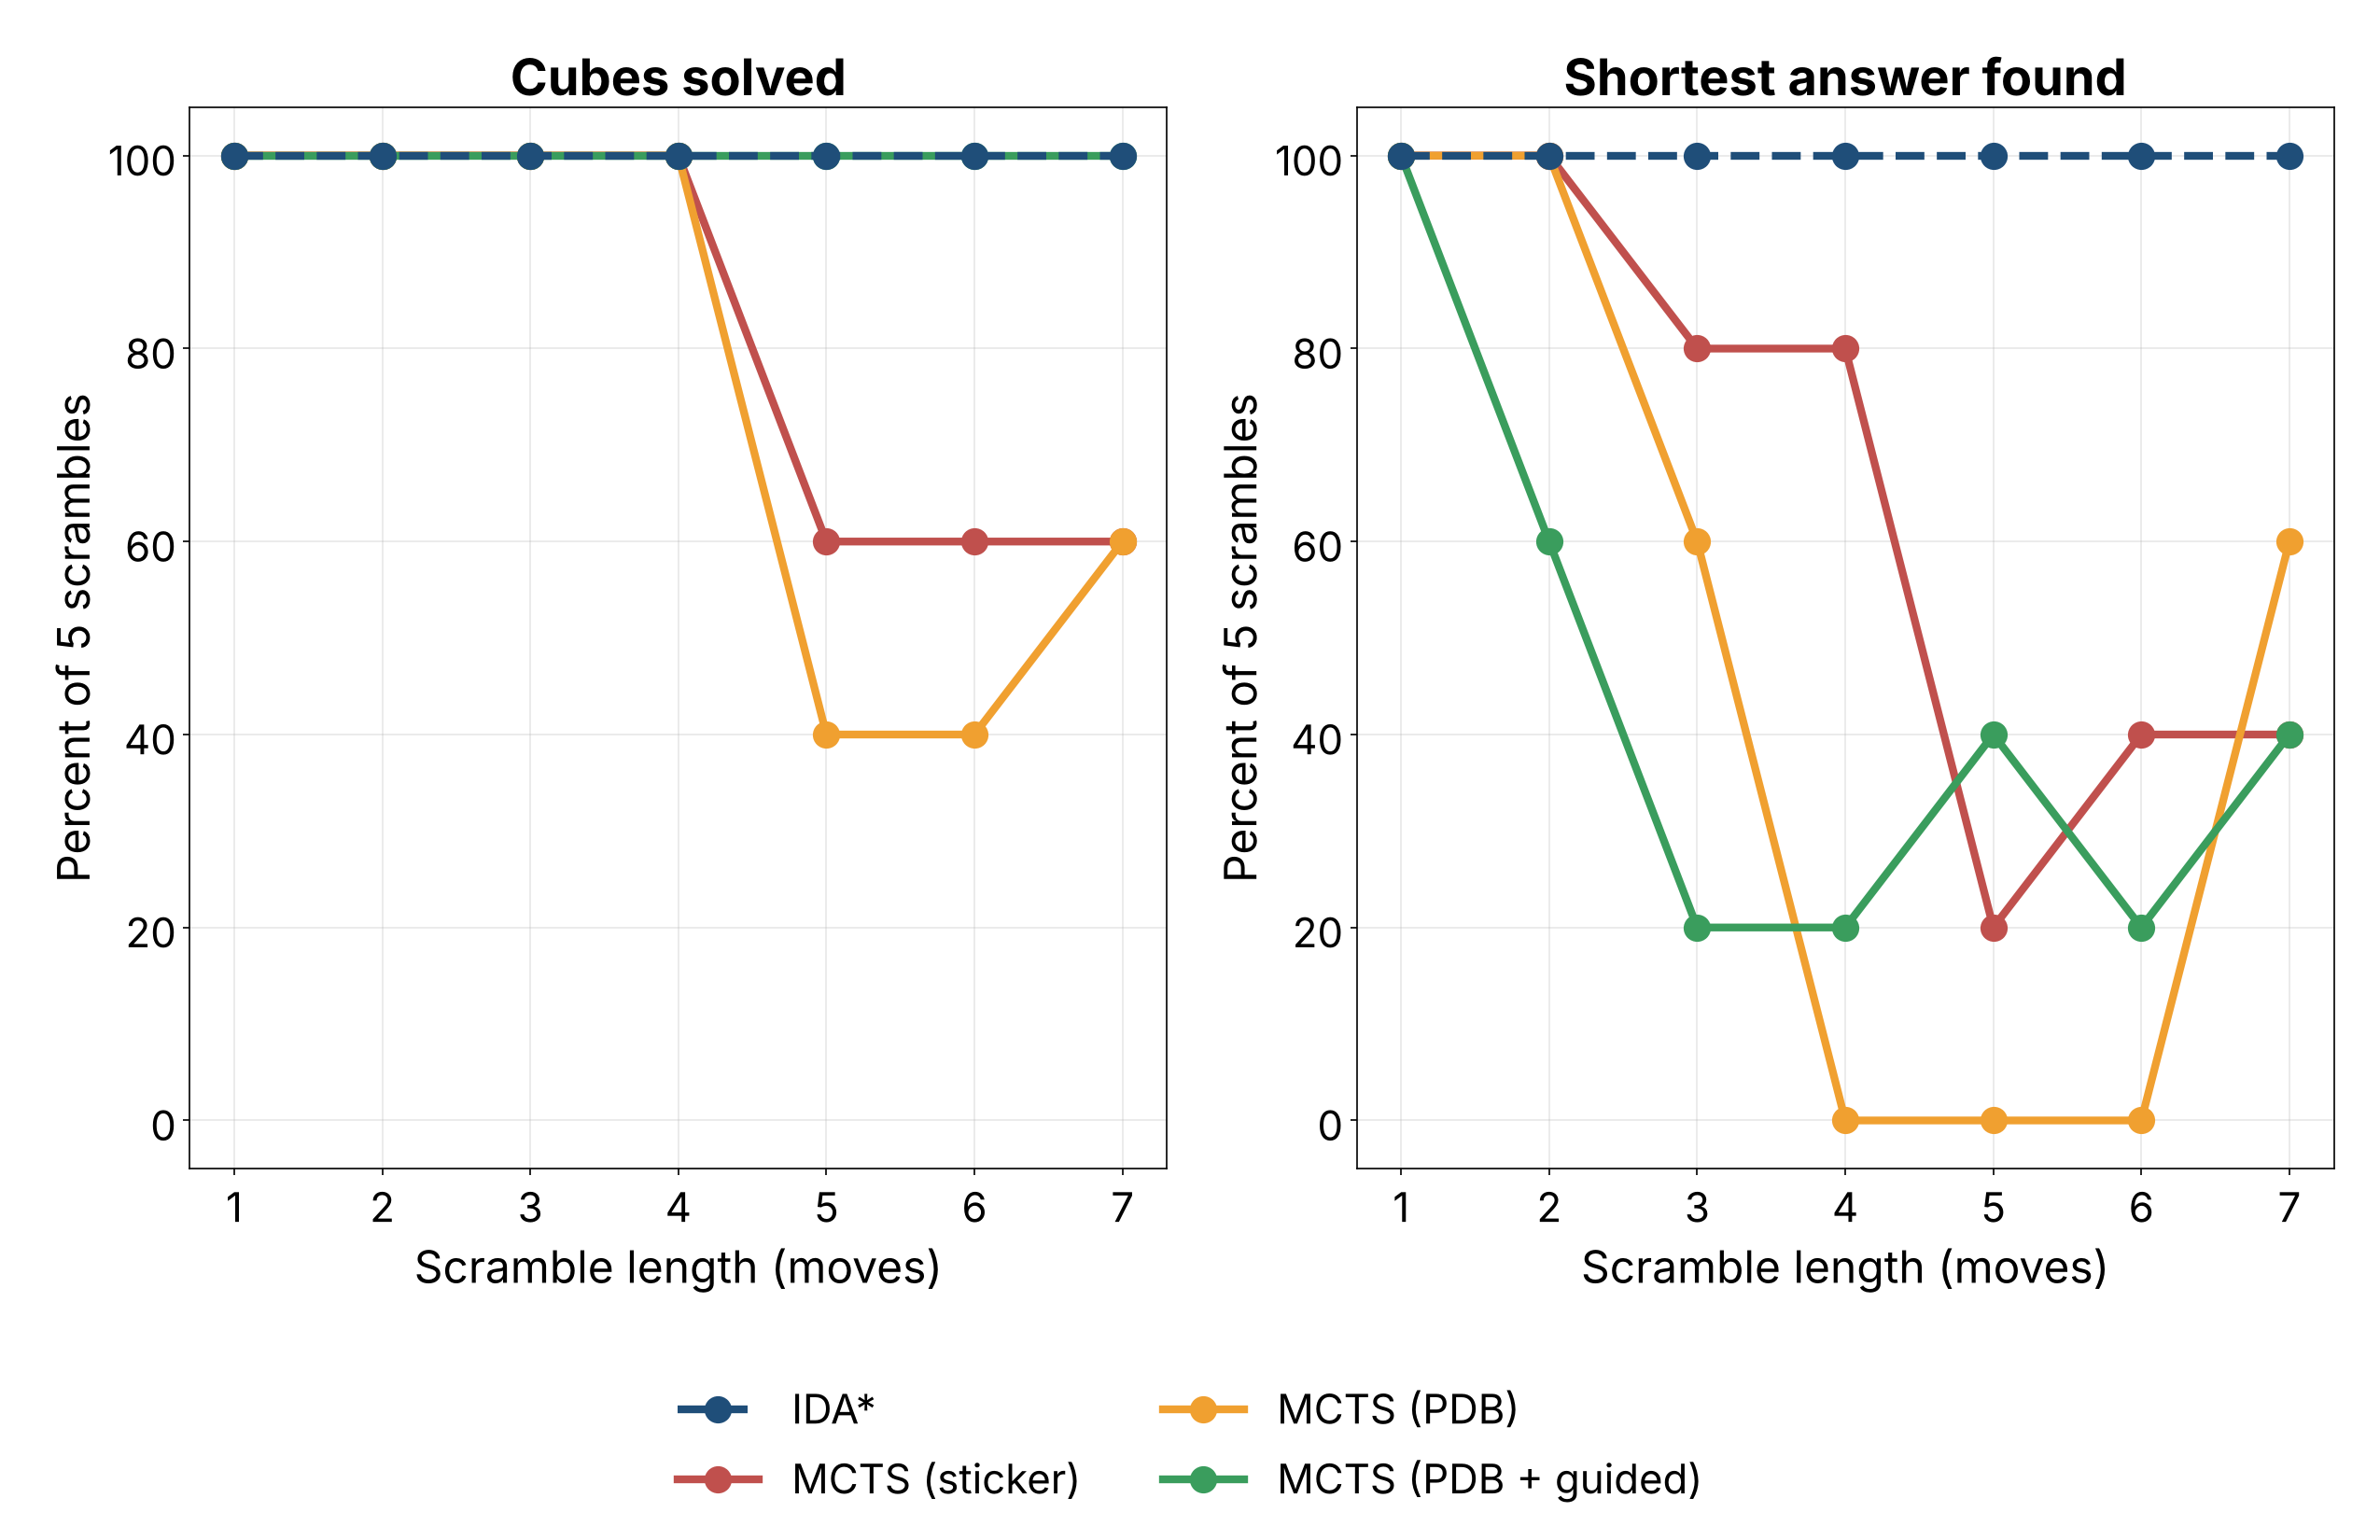 Cubes solved
Percent of 5 scrambles
100
80
60
40
20
0
1 2 3 4 5 6 7
Scramble length (moves)
Shortest answer found
Percent of 5 scrambles
100
80
60
40
20
0
1 2 3 4 5 6 7
Scramble length (moves)
IDA*
MCTS (sticker)
MCTS (PDB)
MCTS (PDB + guided)